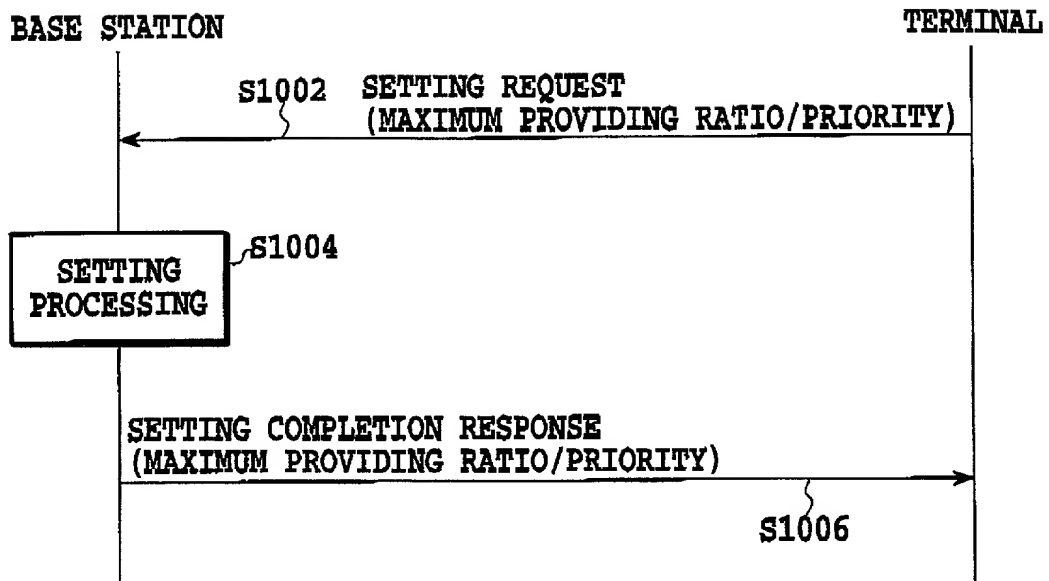 BASE STATION
TERMINAL
S1002
SETTING REQUEST
(MAXIMUM PROVIDING RATIO/PRIORITY)
S1004
SETTING
PROCESSING
SETTING COMPLETION RESPONSE
(MAXIMUM PROVIDING RATIO/PRIORITY)
S1006